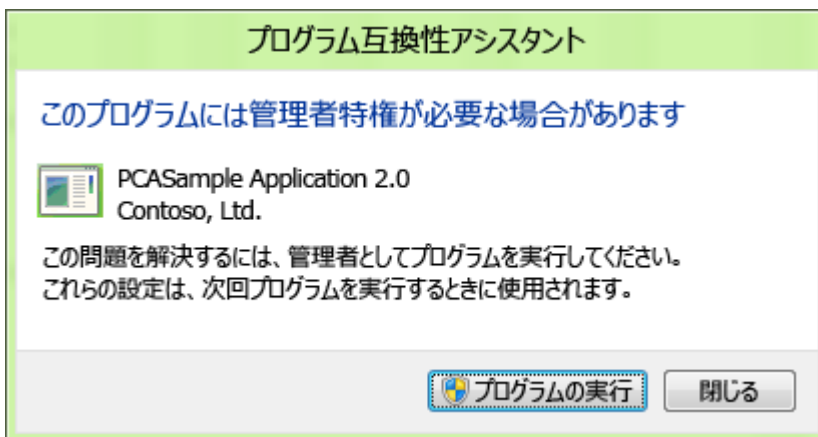 プログラム互換性アシスタント
このプログラムには管理者特権が必要な場合があります
PCASample Application 2.0
Contoso, Ltd.
この問題を解決するには、管理者としてプログラムを実行してください。
これらの設定は、次回プログラムを実行するときに使用されます。
プログラムの実行
閉じる